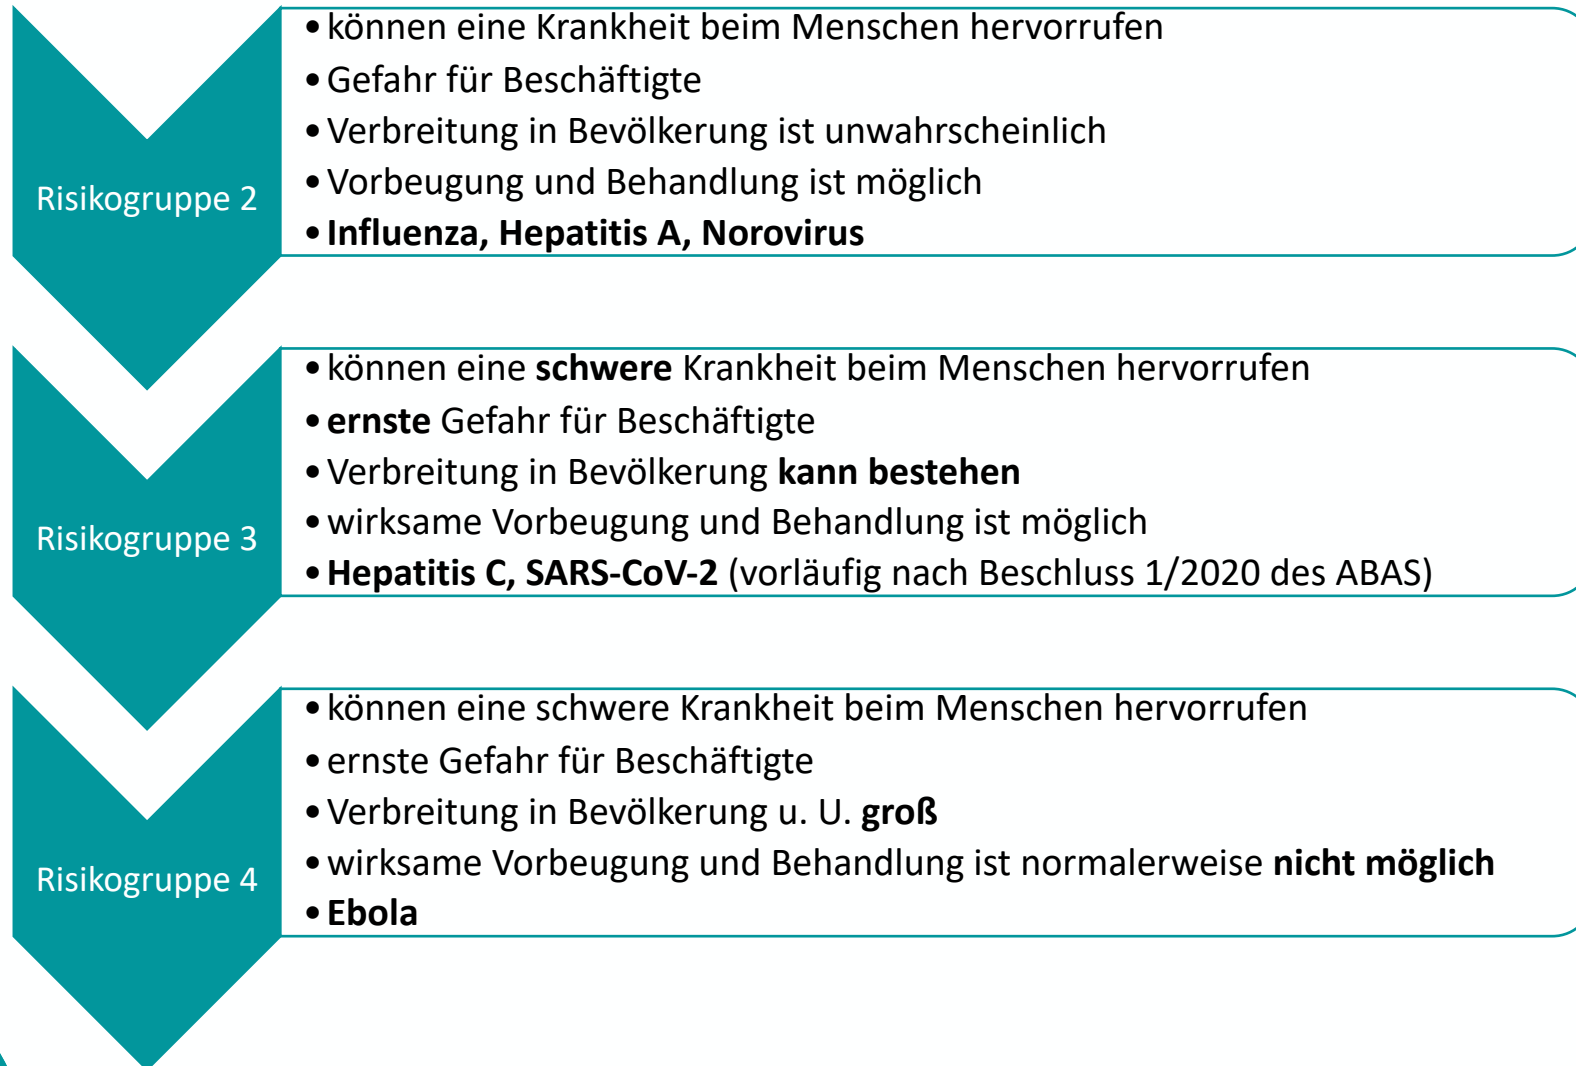 Risikogruppe 2
• können eine Krankheit beim Menschen hervorrufen
• Gefahr für Beschäftigte
• Verbreitung in Bevölkerung ist unwahrscheinlich
• Vorbeugung und Behandlung ist möglich
• Influenza, Hepatitis A, Norovirus
Risikogruppe 3
• können eine schwere Krankheit beim Menschen hervorrufen
• ernste Gefahr für Beschäftigte
• Verbreitung in Bevölkerung kann bestehen
• wirksame Vorbeugung und Behandlung ist möglich
• Hepatitis C, SARS-CoV-2 (vorläufig nach Beschluss 1/2020 des ABAS)
Risikogruppe 4
• können eine schwere Krankheit beim Menschen hervorrufen
• ernste Gefahr für Beschäftigte
• Verbreitung in Bevölkerung u. U. groß
• wirksame Vorbeugung und Behandlung ist normalerweise nicht möglich
• Ebola